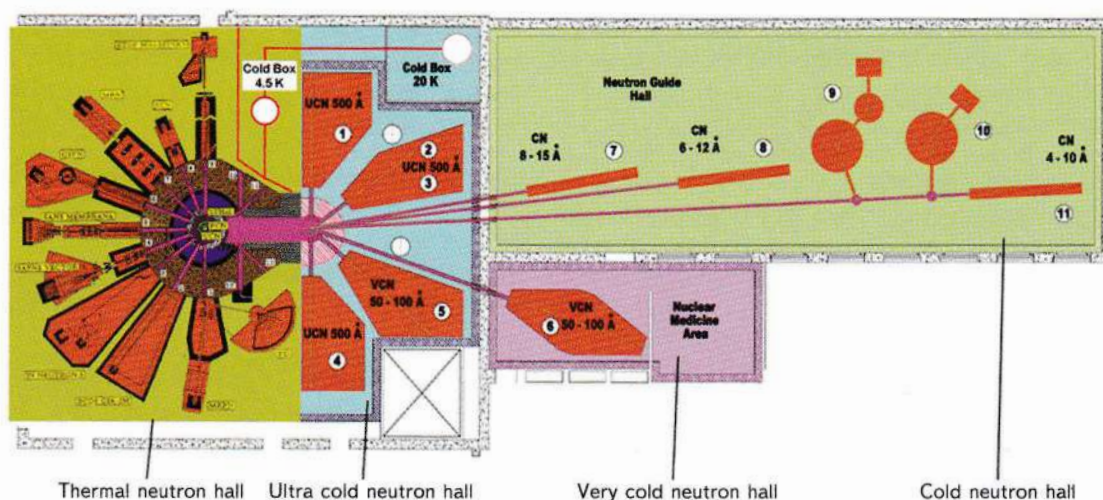 Cold Box
4.5 K
Cold Box
20 K
UCN 500 Å
1
2
UCN 500 Å
3
UCN 500 Å
4
VCN
50 - 100 Å
5
VCN
50 - 100 Å
6
Nuclear
Medicine
Area
Neutron Guide
Hall
CN
8 - 15 Å
7
CN
6 - 12 Å
8
9
10
CN
4 - 10 Å
11
SANS MEMBRANA
Thermal neutron hall
Ultra cold neutron hall
Very cold neutron hall
Cold neutron hall